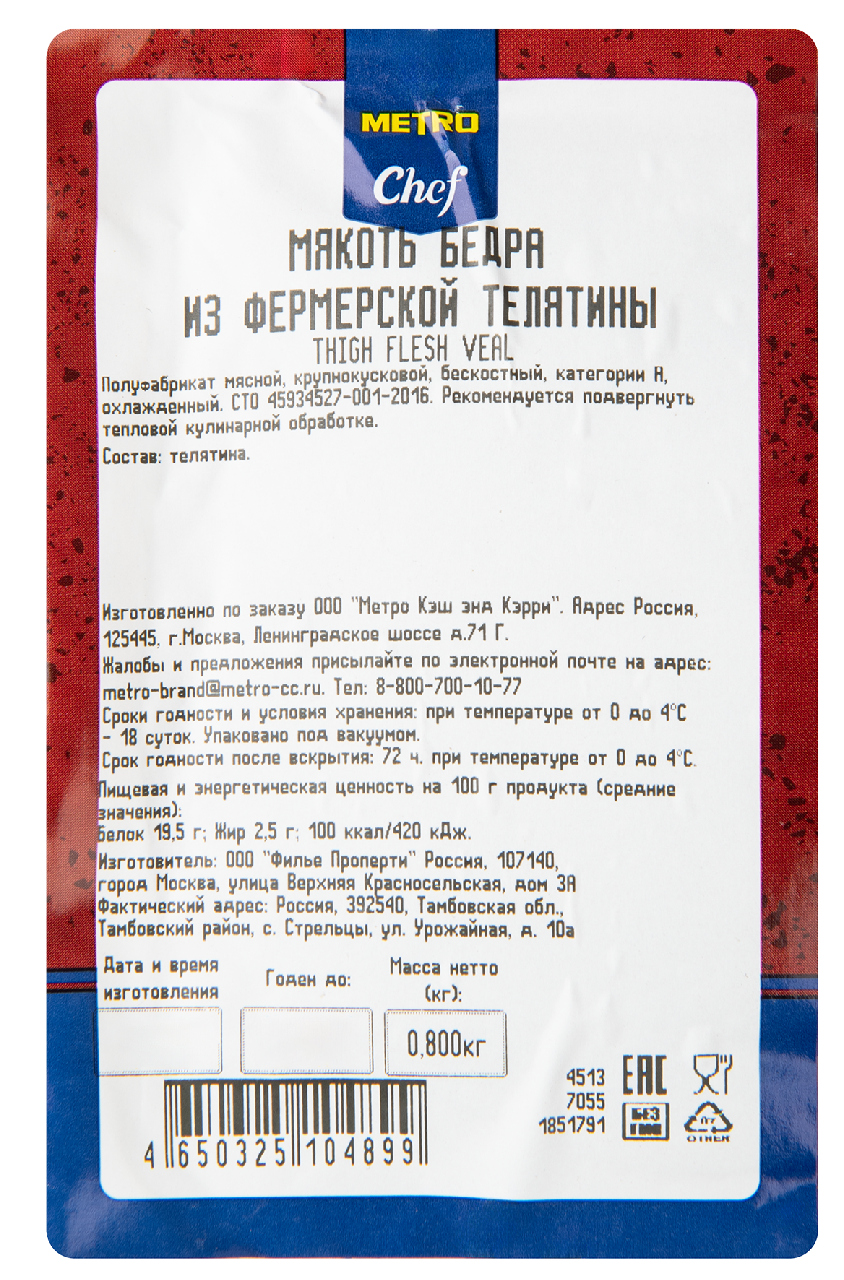 METRO
Chef
МЯКОТЬ БЕДРА
ИЗ ФЕРМЕРСКОЙ ТЕЛЯТИНЫ
THIGH FLESH VEAL
Полуфабрикат мясной, крупнокусковой, бескостный, категории А,
охлажденный. СТО 45934527-001-2016. Рекомендуется подвергнуть
тепловой кулинарной обработке.
Состав: телятина.
Изготовленно по заказу ООО "Метро Кэш энд Кэрри". Адрес Россия,
125445, г.Москва, Ленинградское шоссе д.71 Г.
Жалобы и предложения присылайте по электронной почте на адрес:
metro-brand@metro-cc.ru. Тел: 8-800-700-10-77
Сроки годности и условия хранения: при температуре от 0 до 4°С
- 18 суток. Упаковано под вакуумом.
Срок годности после вскрытия: 72 ч. при температуре от 0 до 4°С.
Пищевая и энергетическая ценность на 100 г продукта (средние
значения):
Белок 19,5 г; Жир 2,5 г; 100 ккал/420 кДж.
Изготовитель: ООО "Филье Проперти" Россия, 107140,
город Москва, улица Верхняя Красносельская, дом 3А
Фактический адрес: Россия, 392540, Тамбовская обл.,
Тамбовский район, с. Стрельцы, ул. Урожайная, д. 10а
Дата и время изготовления
Годен до:
Масса нетто (кг):
0,800кг
4513
7055
1851791
EAC
БЕЗ
ГМО
07
OTHER
4 650325 104899